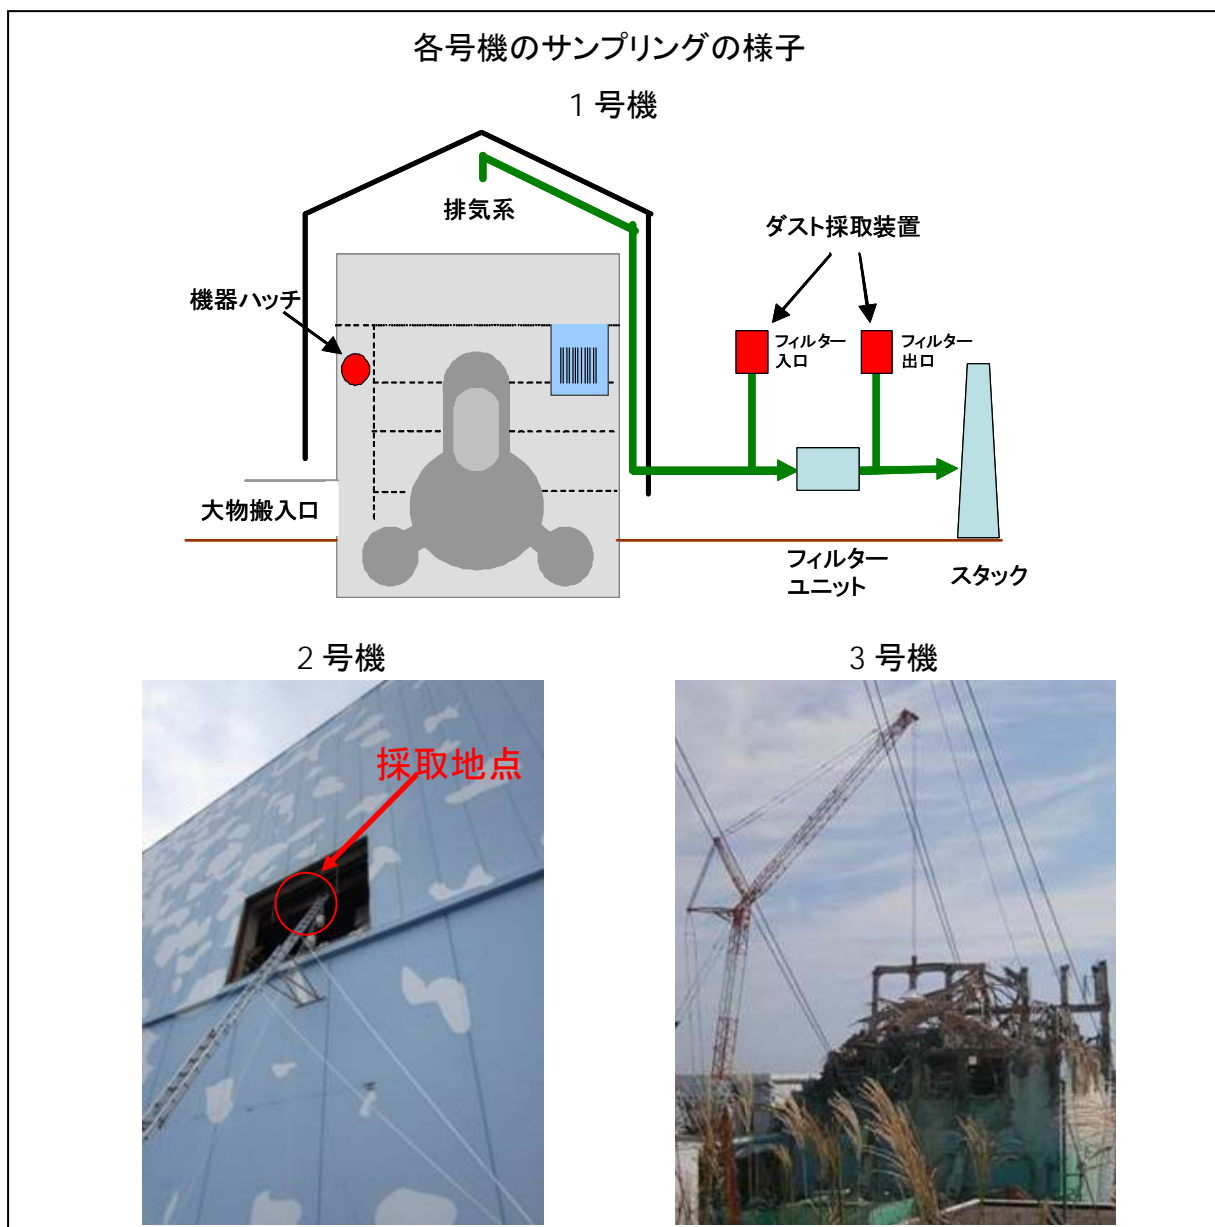 各号機のサンプリングの様子
1 号機
排気系
ダスト採取装置
機器ハッチ
フィルター
入口
フィルター
出口
大物搬入口
フィルター
ユニット
スタック
2 号機
3 号機
採取地点